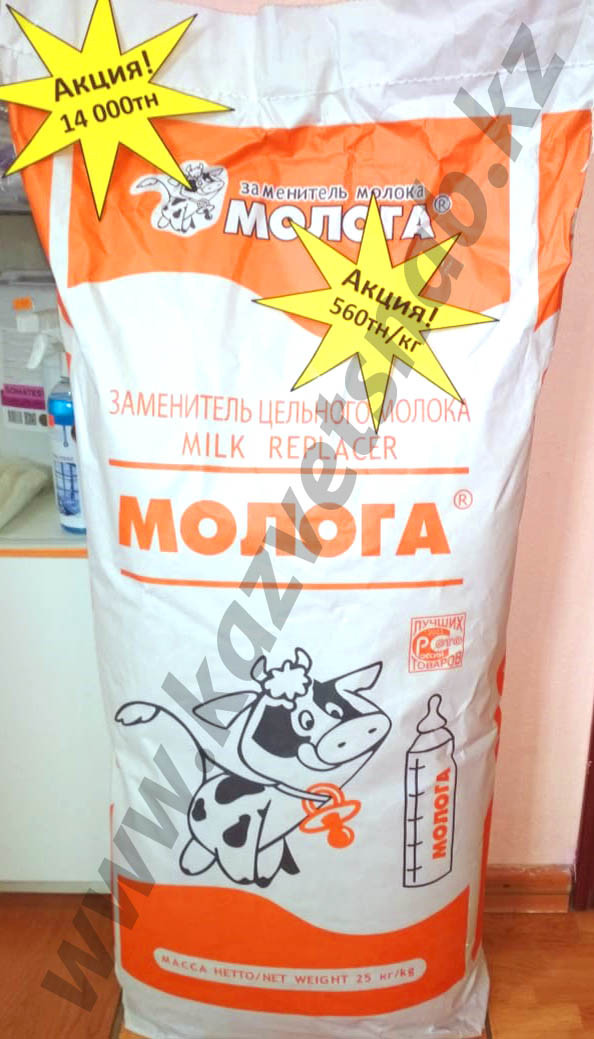 Акция!
14 000тн
заменитель молока
МОЛОГА®
Акция!
560тн/кг
ЗАМЕНИТЕЛЬ ЦЕЛЬНОГО МОЛОКА
MILK REPLACER
МОЛОГА®
ЛУЧШИХ
ТОВАРОВ
МОЛОГА
МАССА НЕТТО/NET WEIGHT 25 кг/kg
www.kazvetsnab.kz